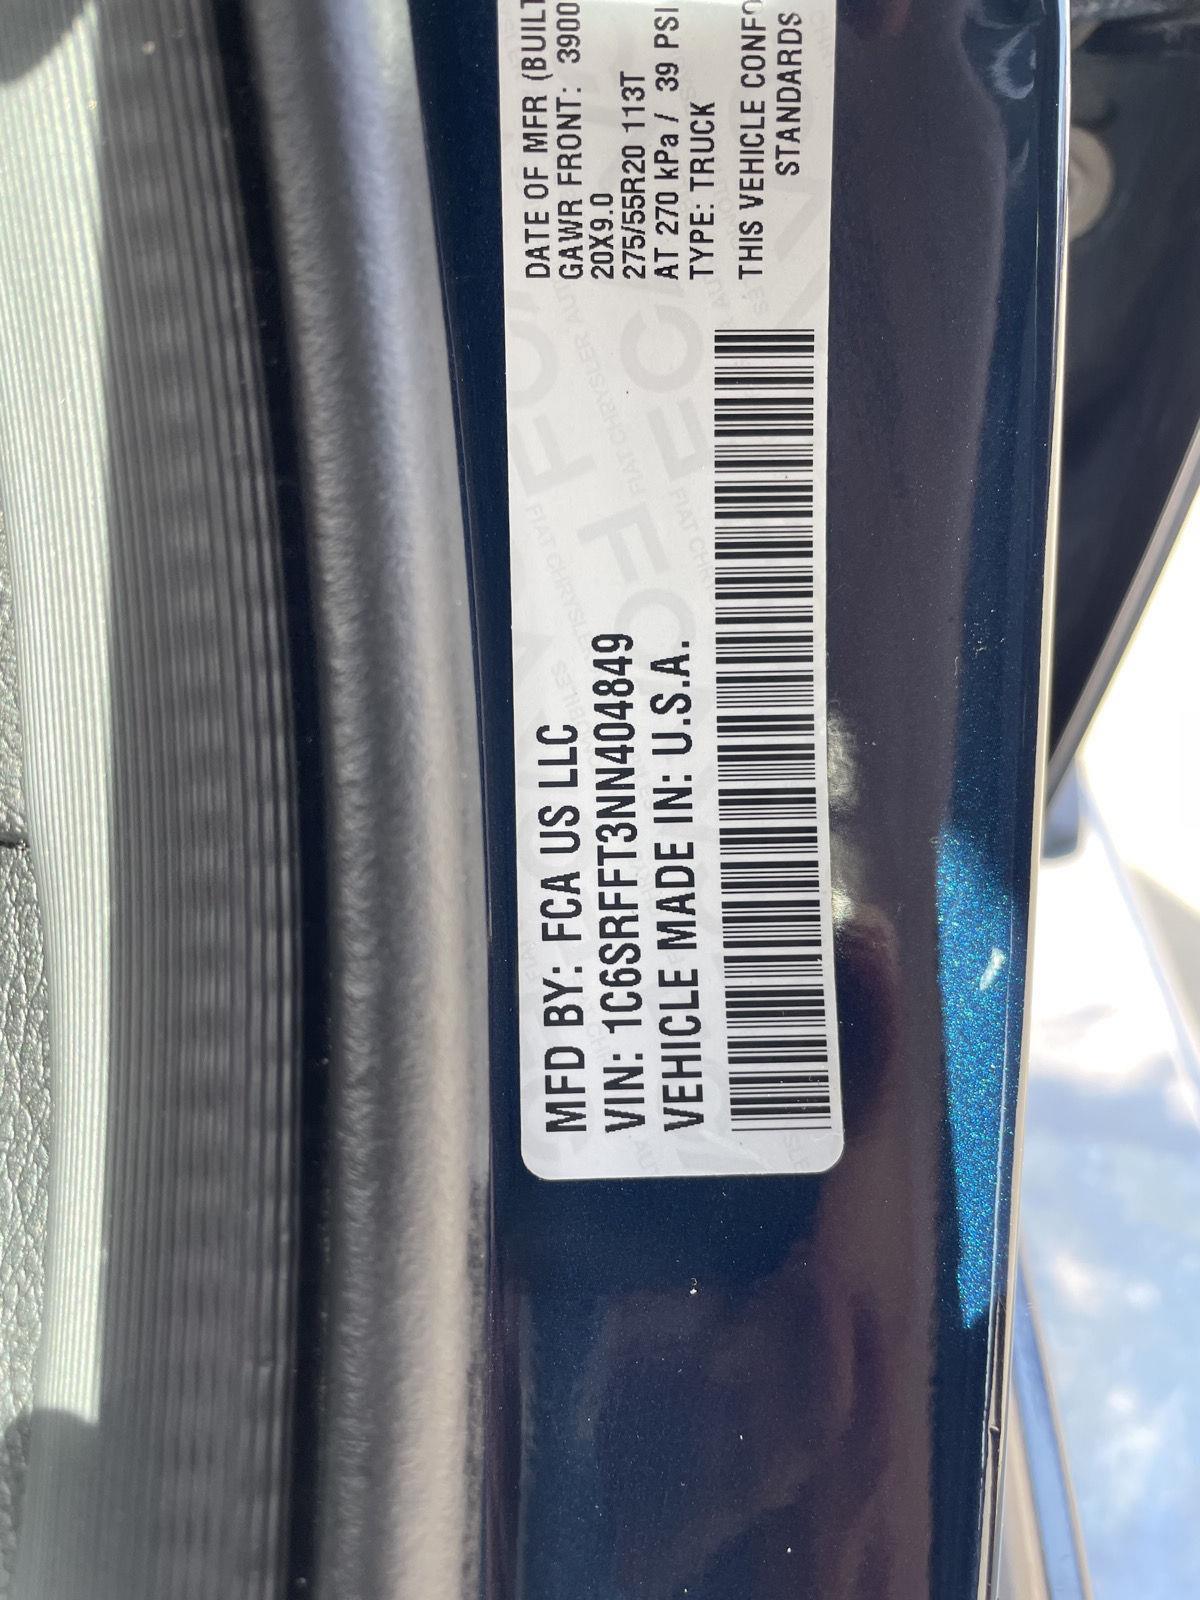 MFD BY: FCA US LLC
VIN: 1C6SRFFT3NN404849
VEHICLE MADE IN: U.S.A.
DATE OF MFR (BUILT
GAWR FRONT: 3900
20X9.0
275/55R20 113T
AT 270 kPa / 39 PSI
TYPE: TRUCK
THIS VEHICLE CONFO
STANDARDS